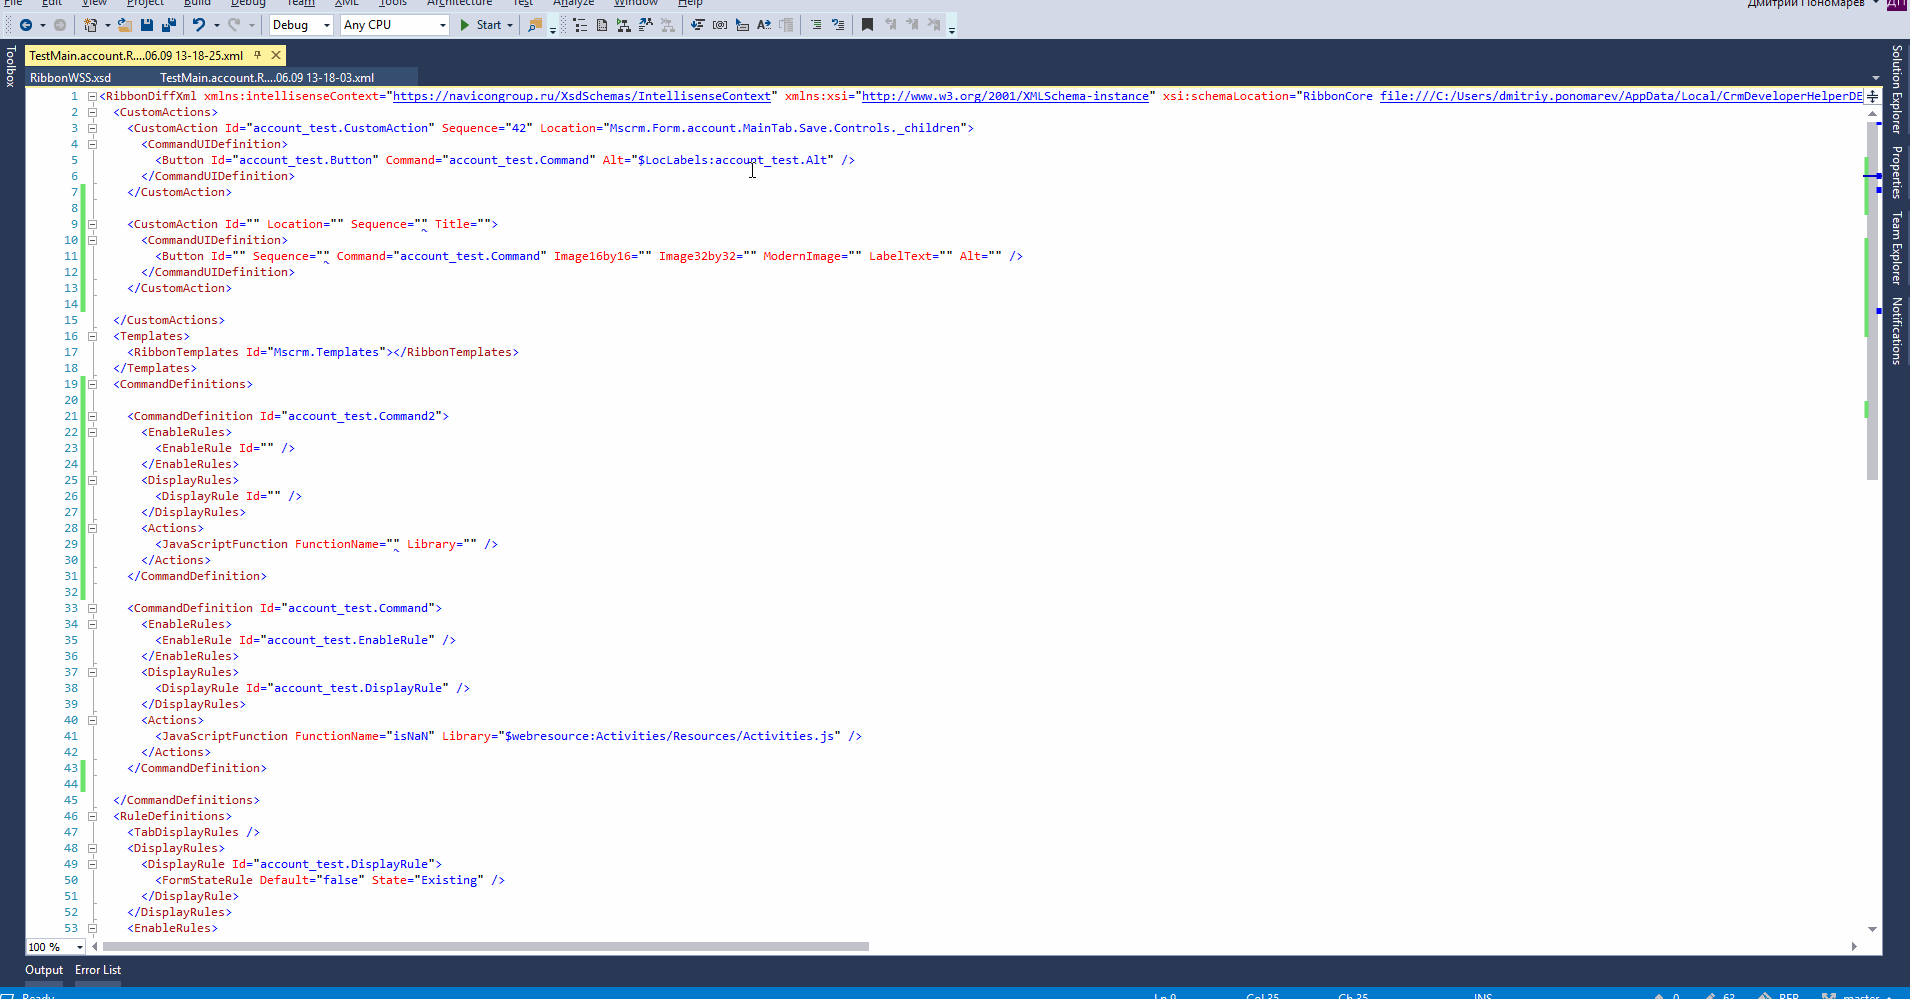 File Edit View Project Build Debug Team XML Tools Architecture Test Analyze Window Help
Дмитрий Пономарев ДП
Debug Any CPU Start
Toolbox
TestMain.account.R....06.09 13-18-25.xml
RibbonWSS.xsd TestMain.account.R....06.09 13-18-03.xml
1 <RibbonDiffXml xmlns:intellisenseContext="https://navicongroup.ru/XsdSchemas/IntellisenseContext" xmlns:xsi="http://www.w3.org/2001/XMLSchema-instance" xsi:schemaLocation="RibbonCore file:///C:/Users/dmitriy.ponomarev/AppData/Local/CrmDeveloperHelperDE
2 <CustomActions>
3 <CustomAction Id="account_test.CustomAction" Sequence="42" Location="Mscrm.Form.account.MainTab.Save.Controls._children">
4 <CommandUIDefinition>
5 <Button Id="account_test.Button" Command="account_test.Command" Alt="$LocLabels:account_test.Alt" />
6 </CommandUIDefinition>
7 </CustomAction>
8
9 <CustomAction Id="" Location="" Sequence="" Title="">
10 <CommandUIDefinition>
11 <Button Id="" Sequence="" Command="account_test.Command" Image16by16="" Image32by32="" ModernImage="" LabelText="" Alt="" />
12 </CommandUIDefinition>
13 </CustomAction>
14
15 </CustomActions>
16 <Templates>
17 <RibbonTemplates Id="Mscrm.Templates"></RibbonTemplates>
18 </Templates>
19 <CommandDefinitions>
20
21 <CommandDefinition Id="account_test.Command2">
22 <EnableRules>
23 <EnableRule Id="" />
24 </EnableRules>
25 <DisplayRules>
26 <DisplayRule Id="" />
27 </DisplayRules>
28 <Actions>
29 <JavaScriptFunction FunctionName="" Library="" />
30 </Actions>
31 </CommandDefinition>
32
33 <CommandDefinition Id="account_test.Command">
34 <EnableRules>
35 <EnableRule Id="account_test.EnableRule" />
36 </EnableRules>
37 <DisplayRules>
38 <DisplayRule Id="account_test.DisplayRule" />
39 </DisplayRules>
40 <Actions>
41 <JavaScriptFunction FunctionName="isNaN" Library="$webresource:Activities/Resources/Activities.js" />
42 </Actions>
43 </CommandDefinition>
44
45 </CommandDefinitions>
46 <RuleDefinitions>
47 <TabDisplayRules />
48 <DisplayRules>
49 <DisplayRule Id="account_test.DisplayRule">
50 <FormStateRule Default="false" State="Existing" />
51 </DisplayRule>
52 </DisplayRules>
53 <EnableRules>
Solution Explorer
Properties
Team Explorer
Notifications
100 %
Output Error List
Ready Ln 9 Col 35 Ch 35 INS 0 63 master